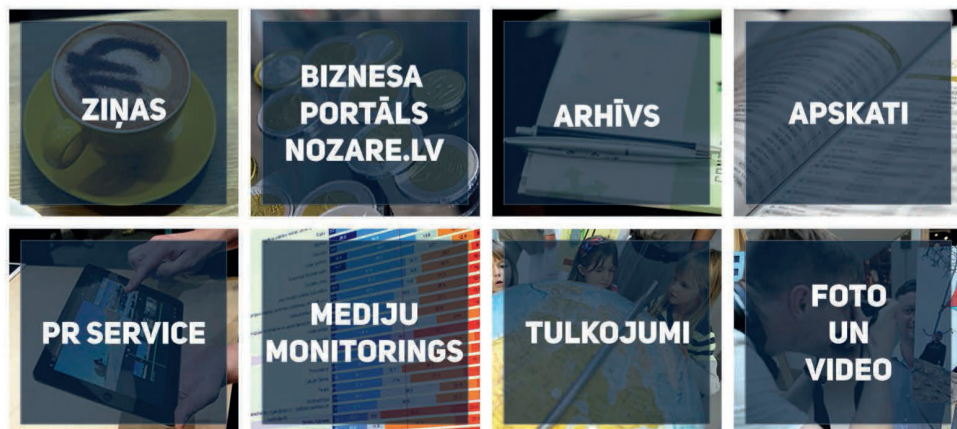 ZIŅAS
BIZNESA
PORTĀLS
NOZARE.LV
ARHĪVS
APSKATI
PR SERVICE
MEDIJU
MONITORINGS
TULKOJUMI
FOTO
UN
VIDEO